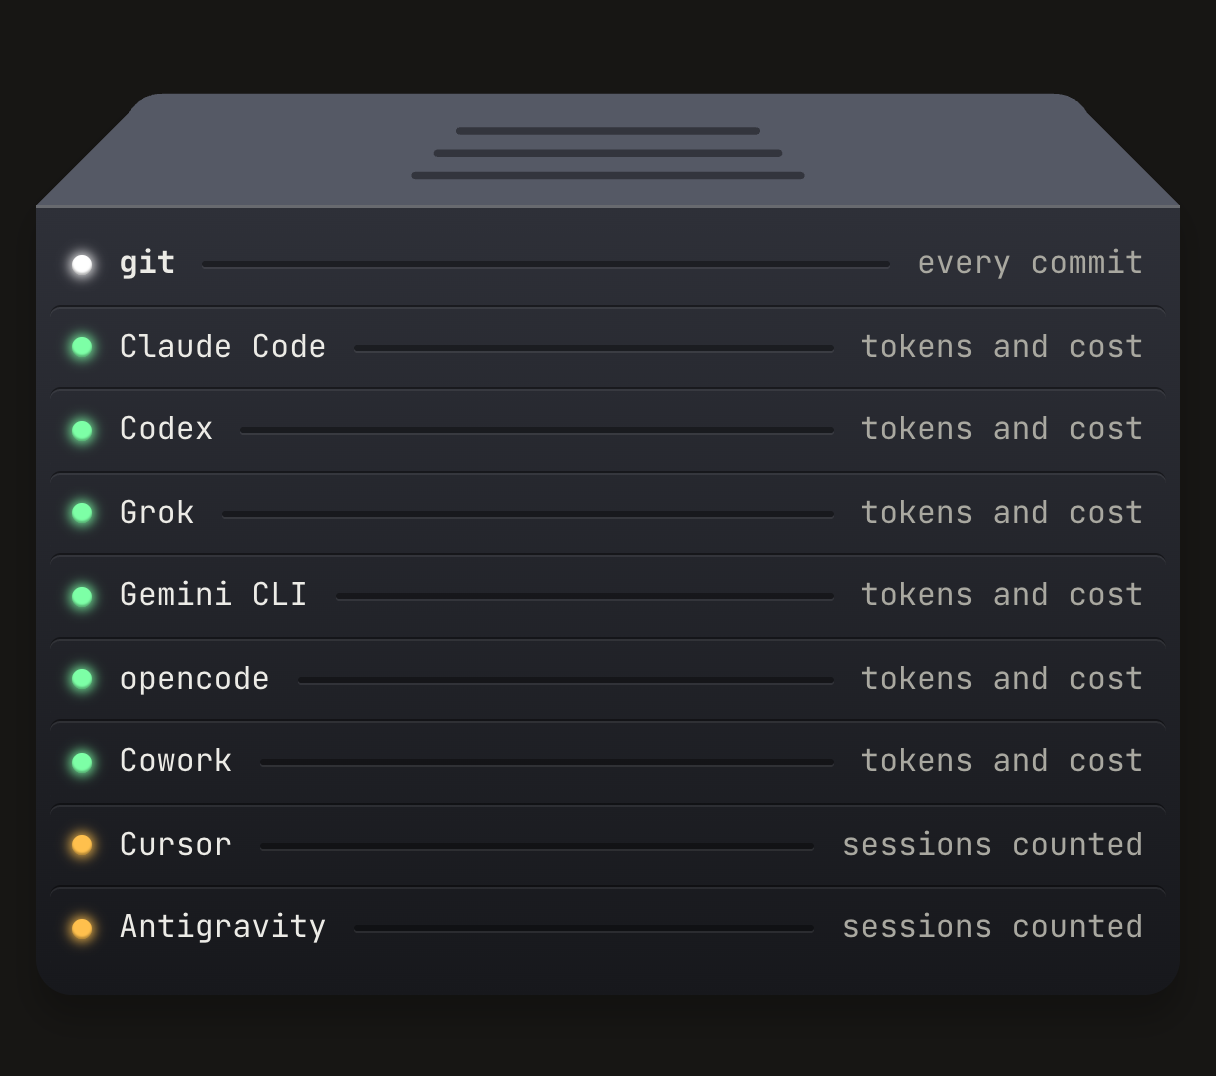 git every commit
Claude Code tokens and cost
Codex tokens and cost
Grok tokens and cost
Gemini CLI tokens and cost
opencode tokens and cost
Cowork tokens and cost
Cursor sessions counted
Antigravity sessions counted